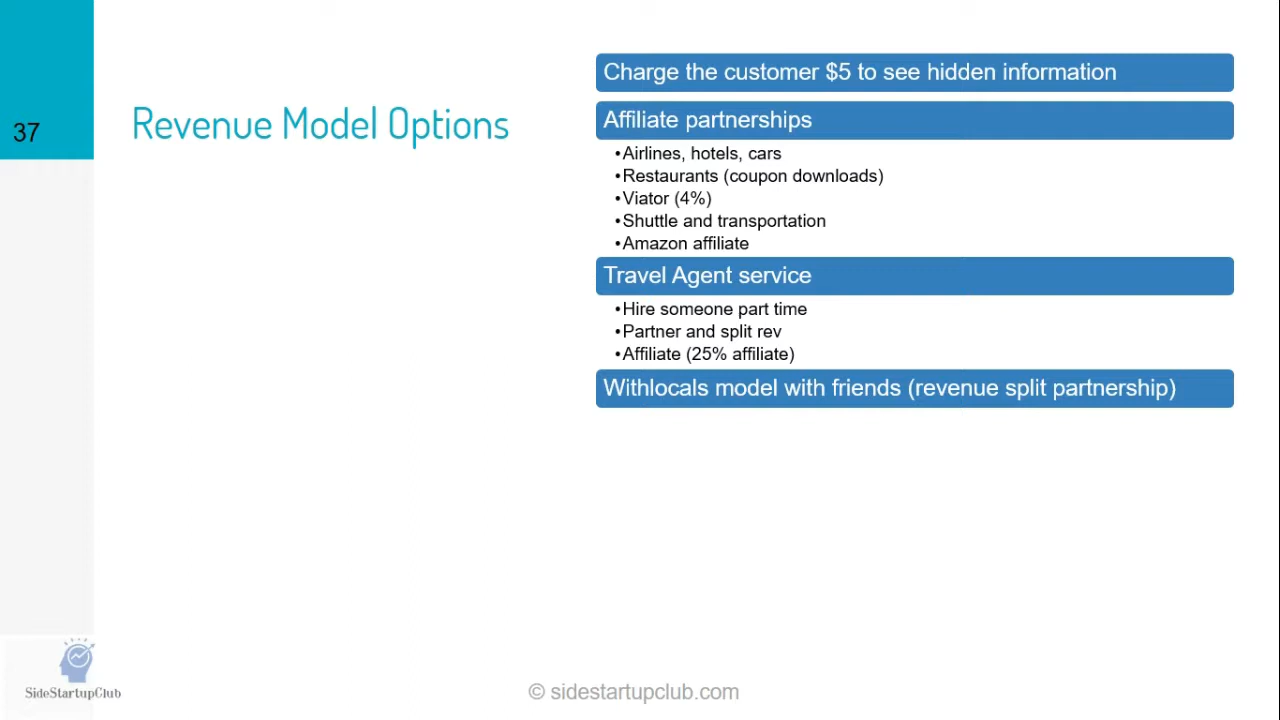 37
Revenue Model Options
Charge the customer $5 to see hidden information
Affiliate partnerships
•Airlines, hotels, cars
•Restaurants (coupon downloads)
•Viator (4%)
•Shuttle and transportation
•Amazon affiliate
Travel Agent service
•Hire someone part time
•Partner and split rev
•Affiliate (25% affiliate)
Withlocals model with friends (revenue split partnership)
SideStartupClub
© sidestartupclub.com